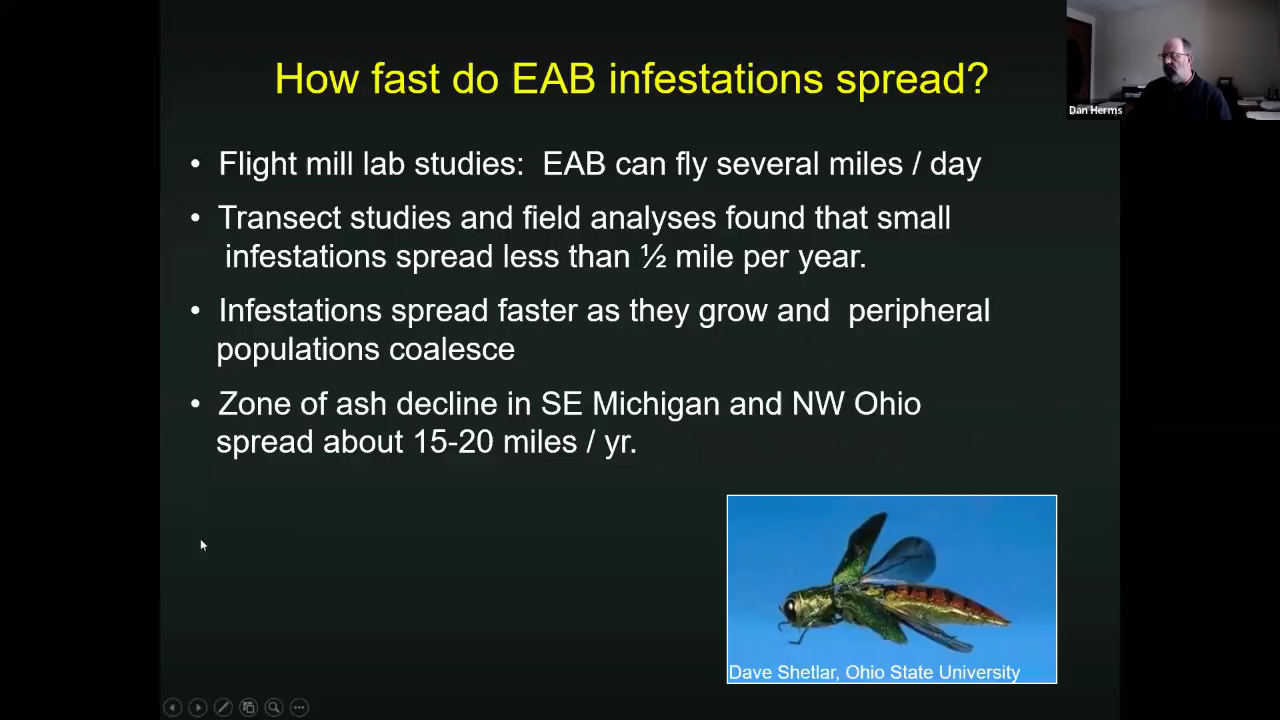 How fast do EAB infestations spread?
Dan Herms
• Flight mill lab studies:  EAB can fly several miles / day
• Transect studies and field analyses found that small
infestations spread less than ½ mile per year.
• Infestations spread faster as they grow and  peripheral
populations coalesce
• Zone of ash decline in SE Michigan and NW Ohio
spread about 15-20 miles / yr.
Dave Shetlar, Ohio State University